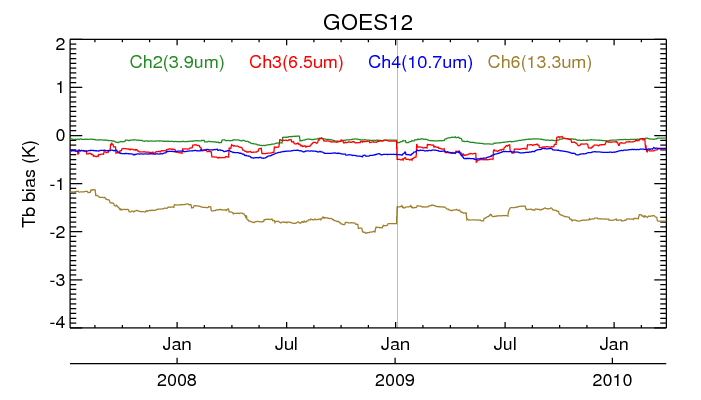 GOES12
Ch2(3.9um) Ch3(6.5um) Ch4(10.7um) Ch6(13.3um)
Tb bias (K)
2
1
0
-1
-2
-3
-4
Jan Jul Jan Jul Jan
2008 2009 2010